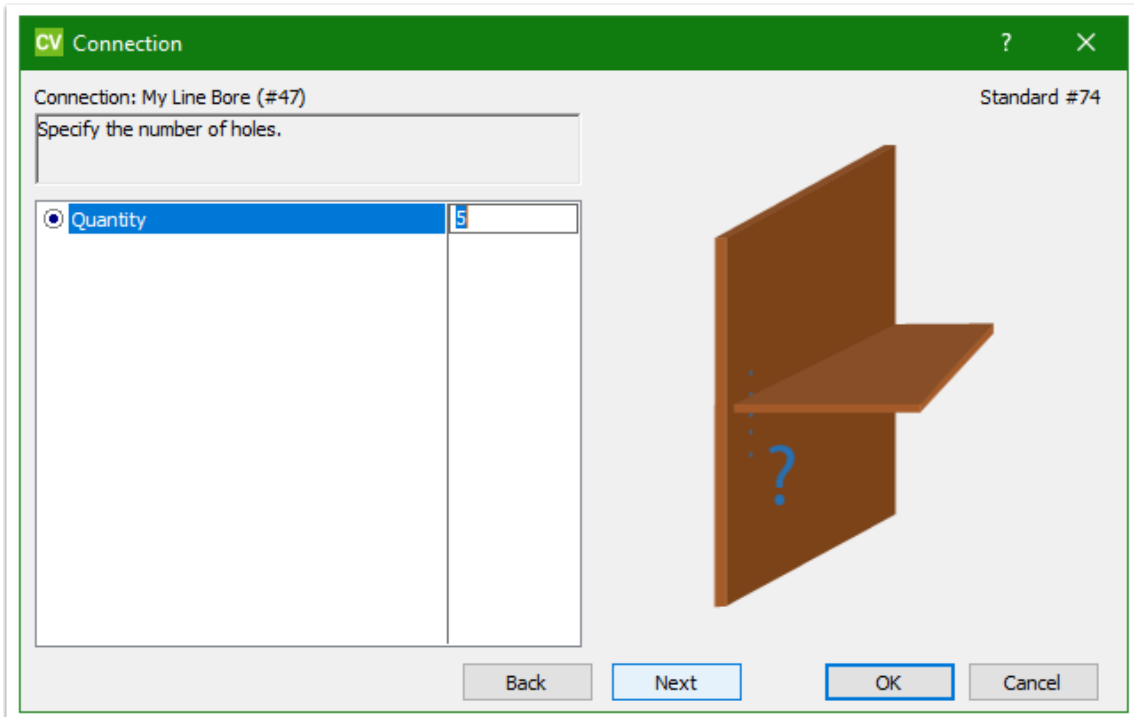 CV Connection ? ×
Connection: My Line Bore (#47) Standard #74
Specify the number of holes.
Quantity 5
?
Back Next OK Cancel